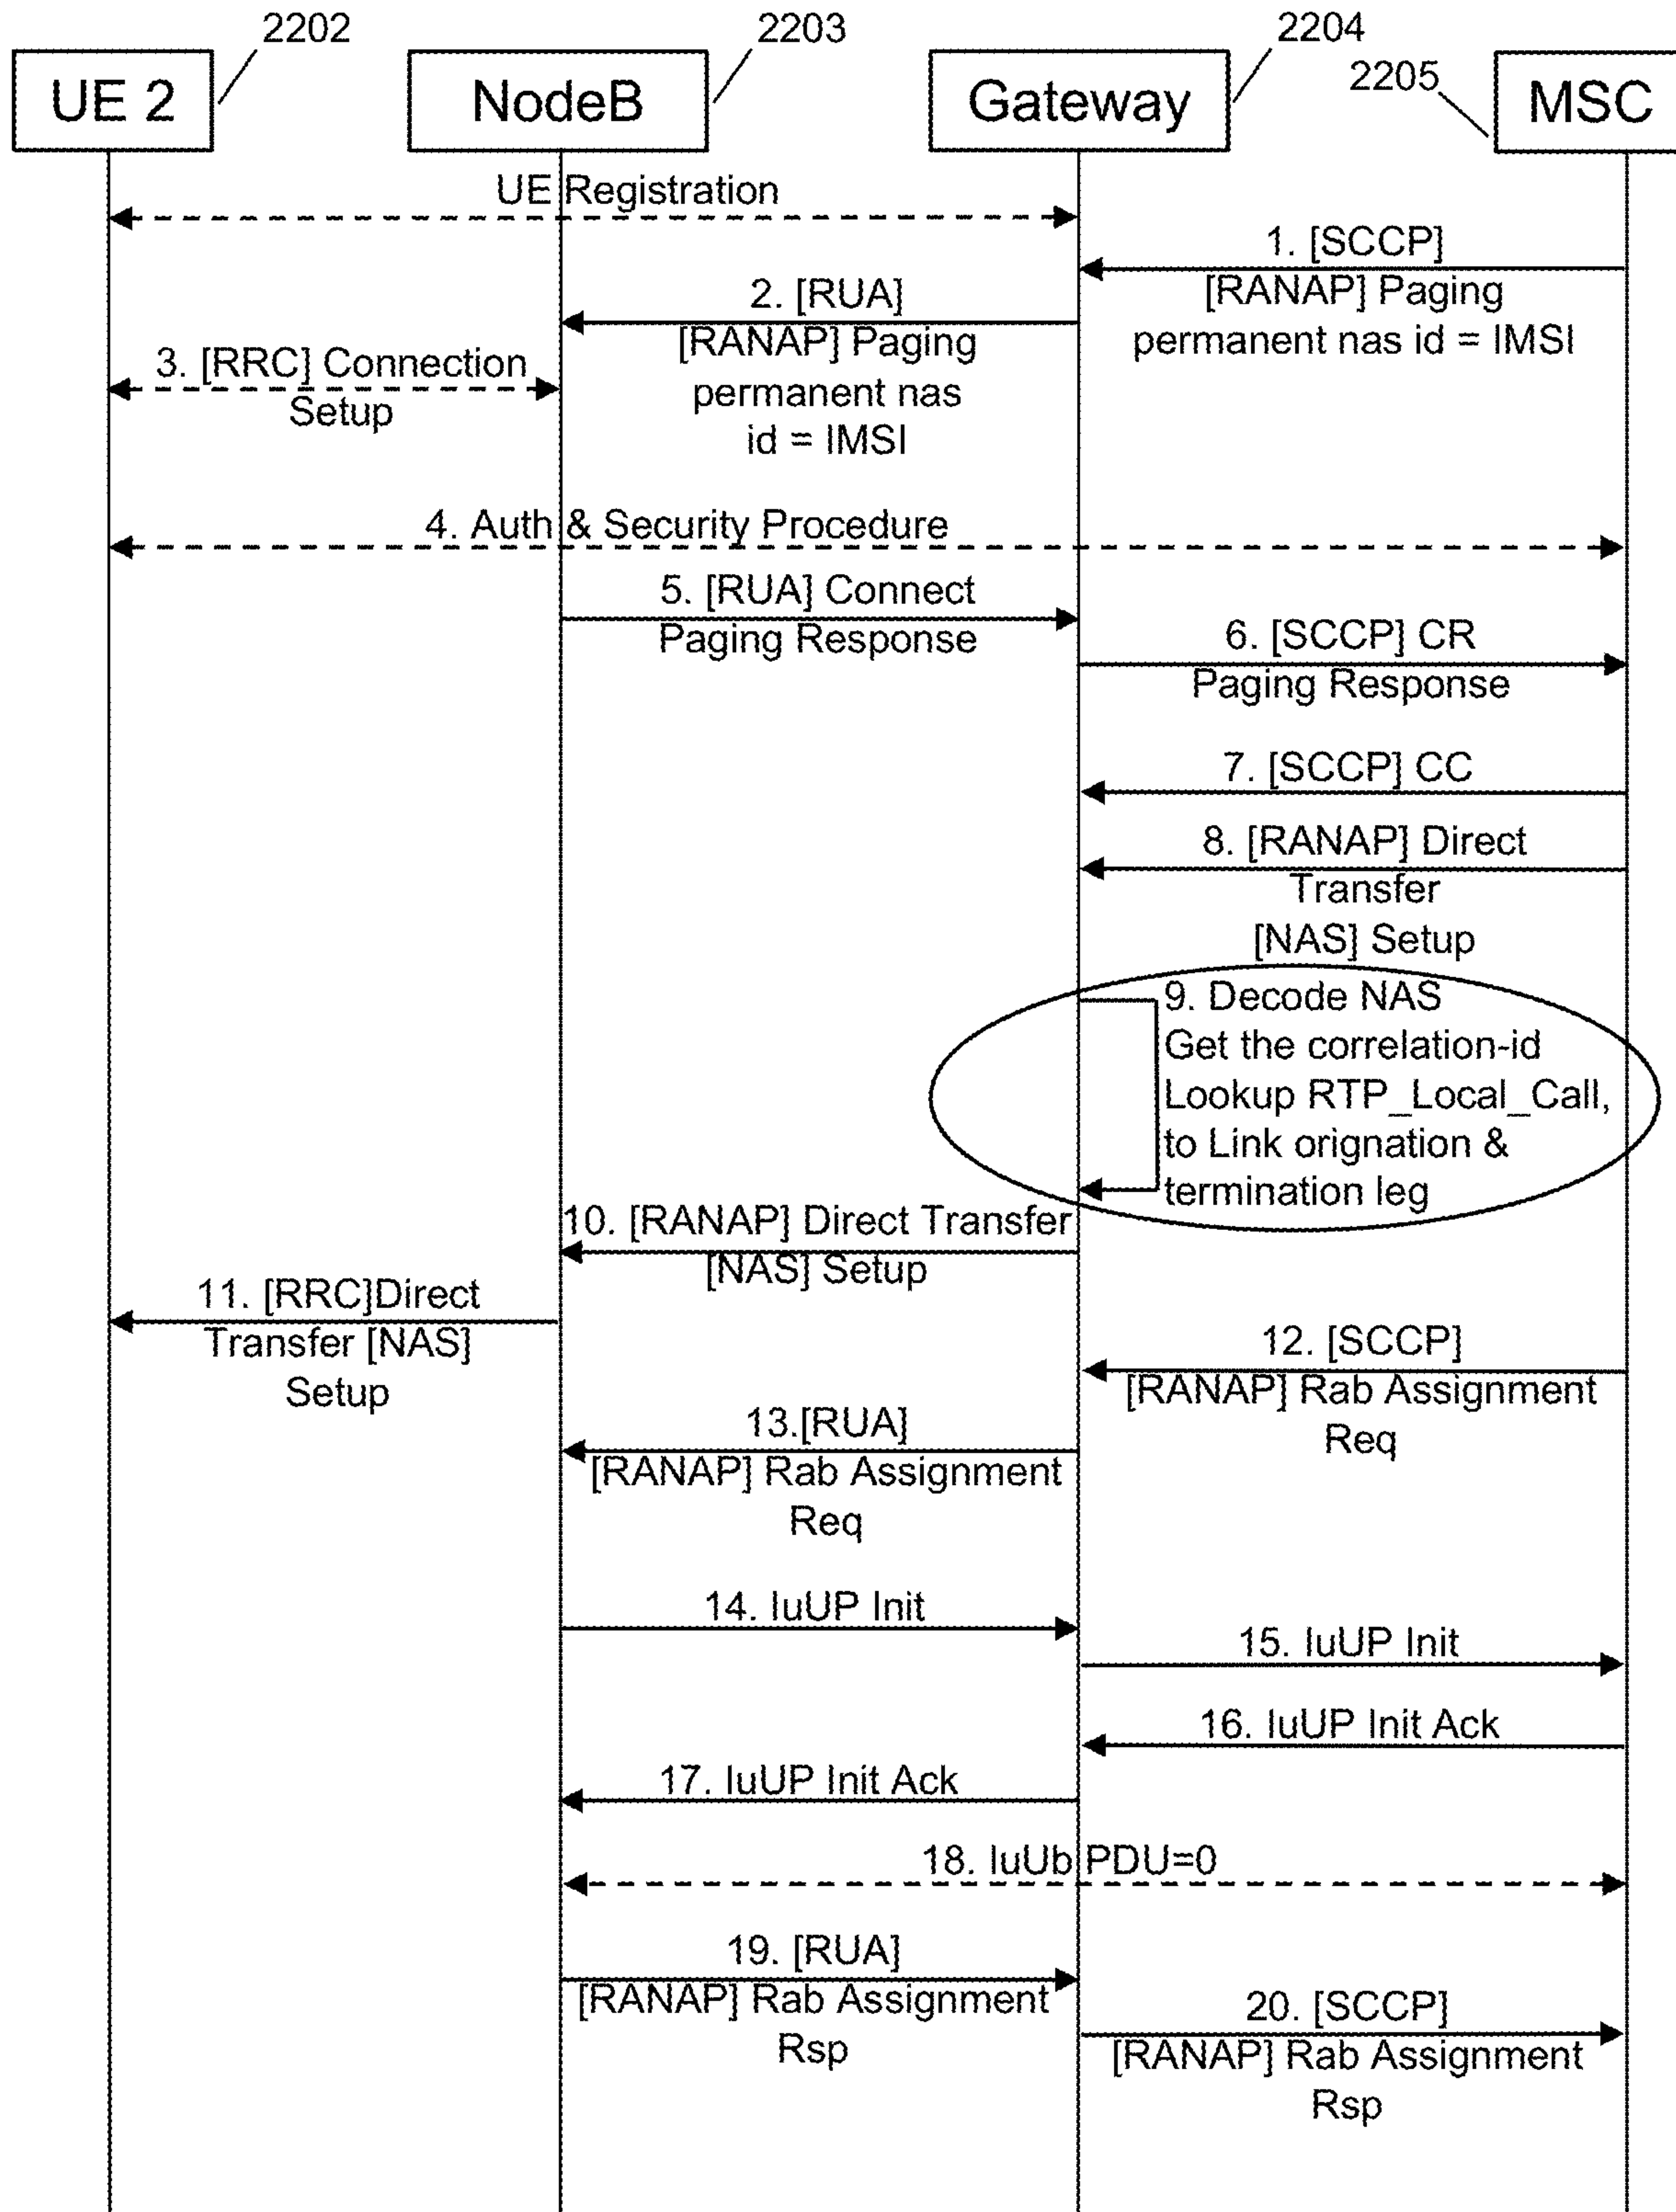 2202
2203
2204
2205
UE 2
NodeB
Gateway
MSC
UE Registration
1. [SCCP]
[RANAP] Paging
permanent nas id = IMSI
2. [RUA]
[RANAP] Paging
permanent nas
id = IMSI
3. [RRC] Connection
Setup
4. Auth & Security Procedure
5. [RUA] Connect
Paging Response
6. [SCCP] CR
Paging Response
7. [SCCP] CC
8. [RANAP] Direct
Transfer
[NAS] Setup
9. Decode NAS
Get the correlation-id
Lookup RTP_Local_Call,
to Link orignation &
termination leg
10. [RANAP] Direct Transfer
[NAS] Setup
11. [RRC]Direct
Transfer [NAS]
Setup
12. [SCCP]
[RANAP] Rab Assignment
Req
13.[RUA]
[RANAP] Rab Assignment
Req
14. IuUP Init
15. IuUP Init
16. IuUP Init Ack
17. IuUP Init Ack
18. IuUb PDU=0
19. [RUA]
[RANAP] Rab Assignment
Rsp
20. [SCCP]
[RANAP] Rab Assignment
Rsp